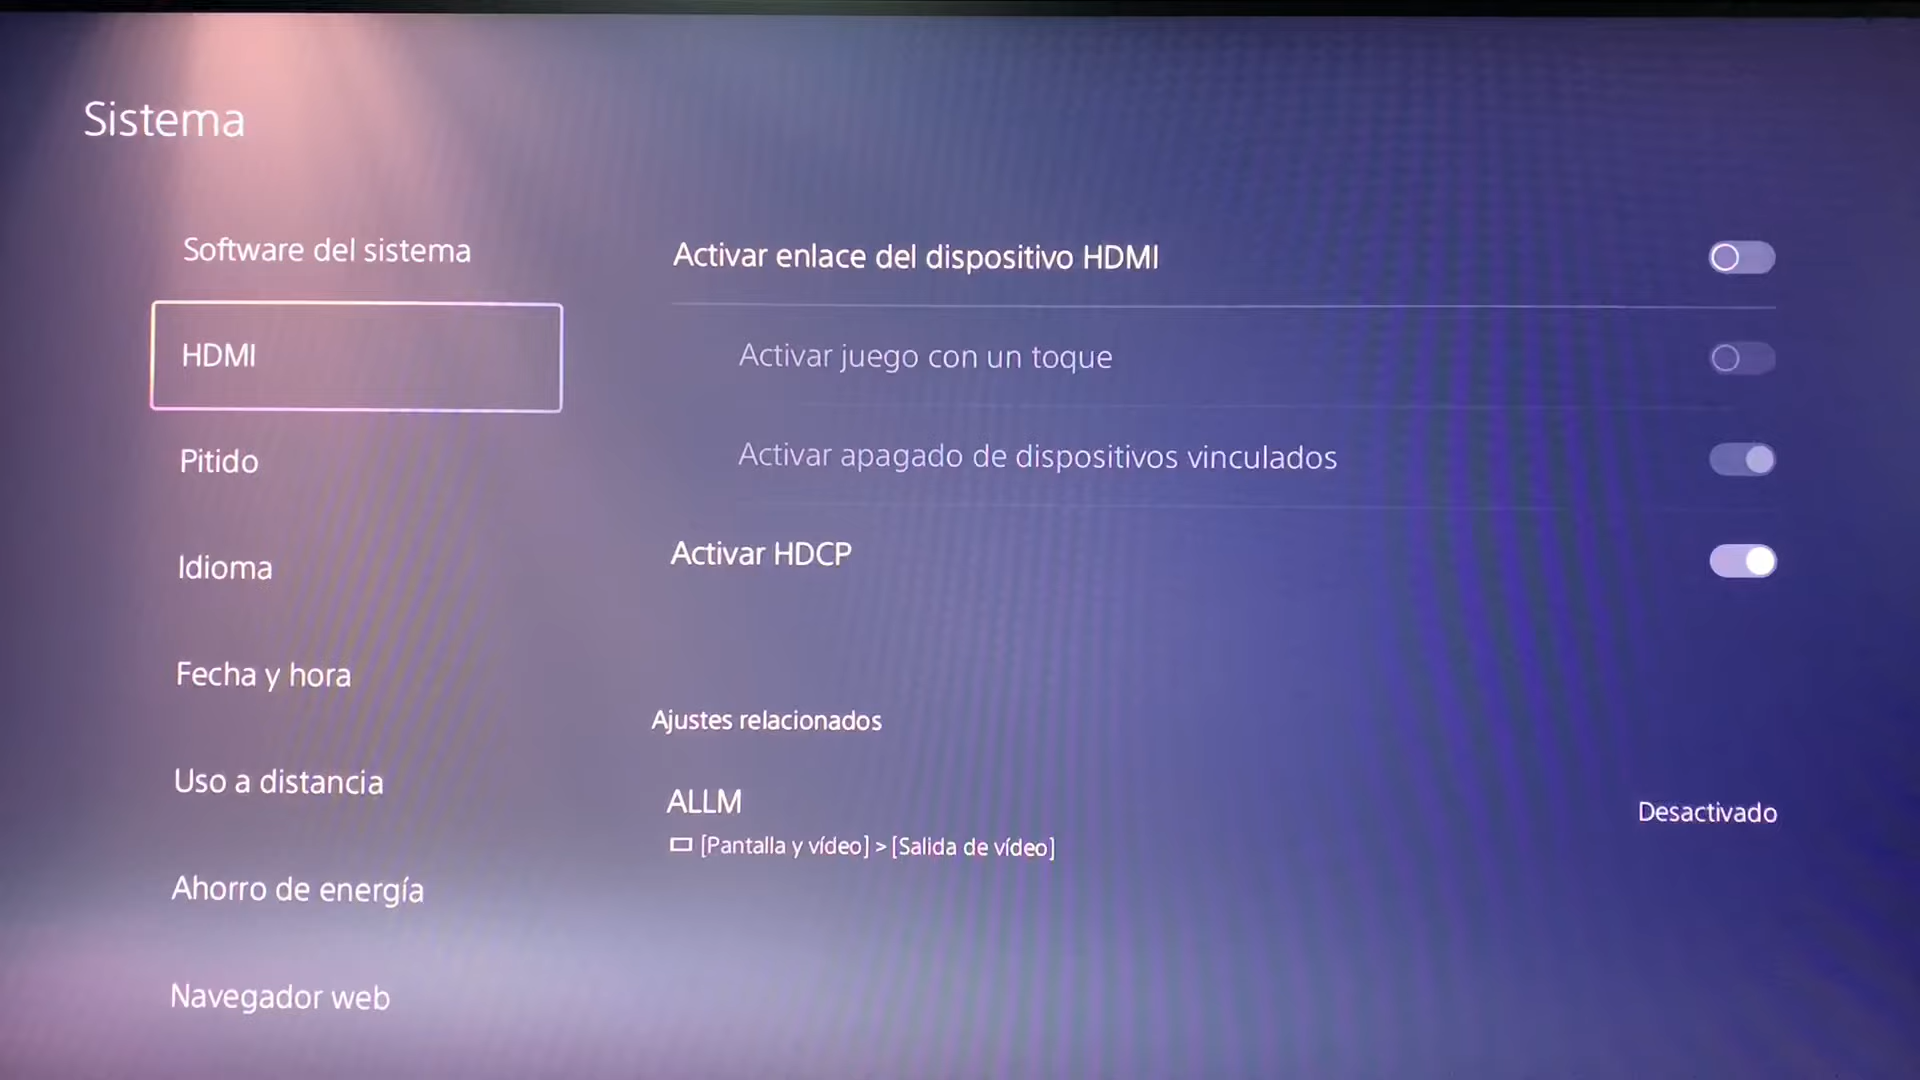 Sistema
Software del sistema
HDMI
Pitido
Idioma
Fecha y hora
Uso a distancia
Ahorro de energía
Navegador web
Activar enlace del dispositivo HDMI
Activar juego con un toque
Activar apagado de dispositivos vinculados
Activar HDCP
Ajustes relacionados
ALLM
Desactivado
[Pantalla y vídeo] > [Salida de vídeo]